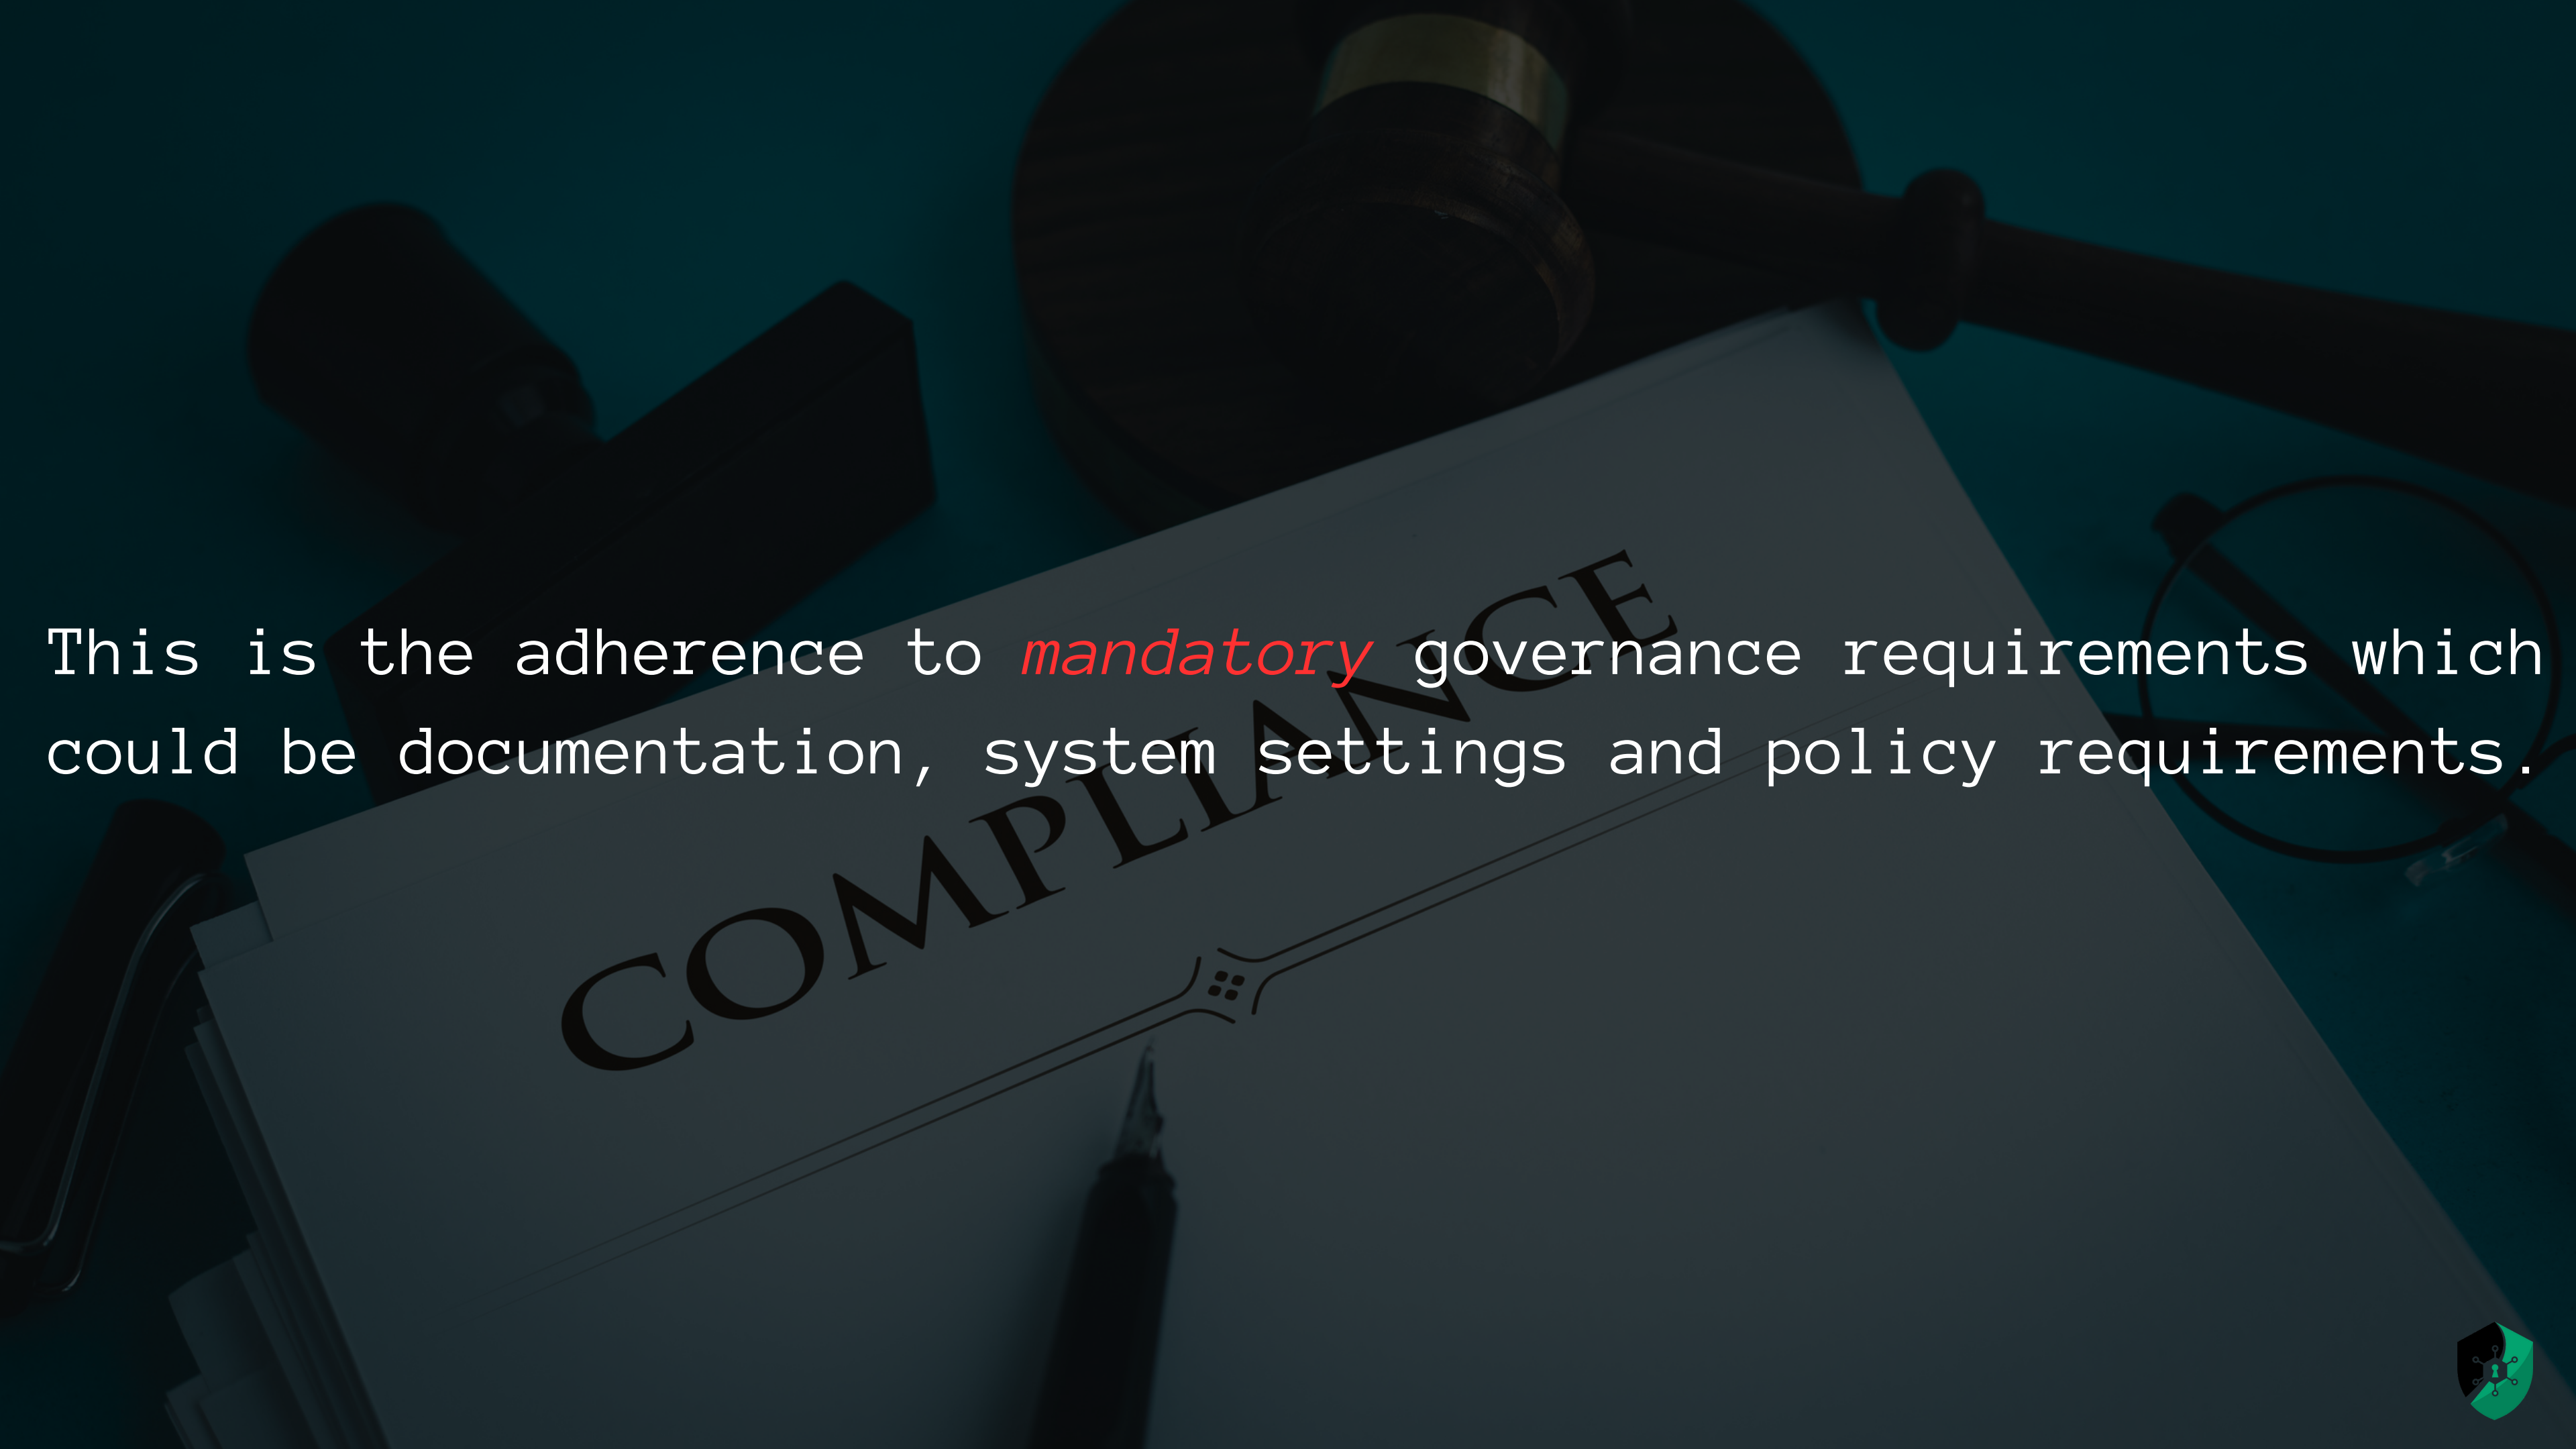 This is the adherence to mandatory governance requirements which
could be documentation, system settings and policy requirements.
COMPLIANCE